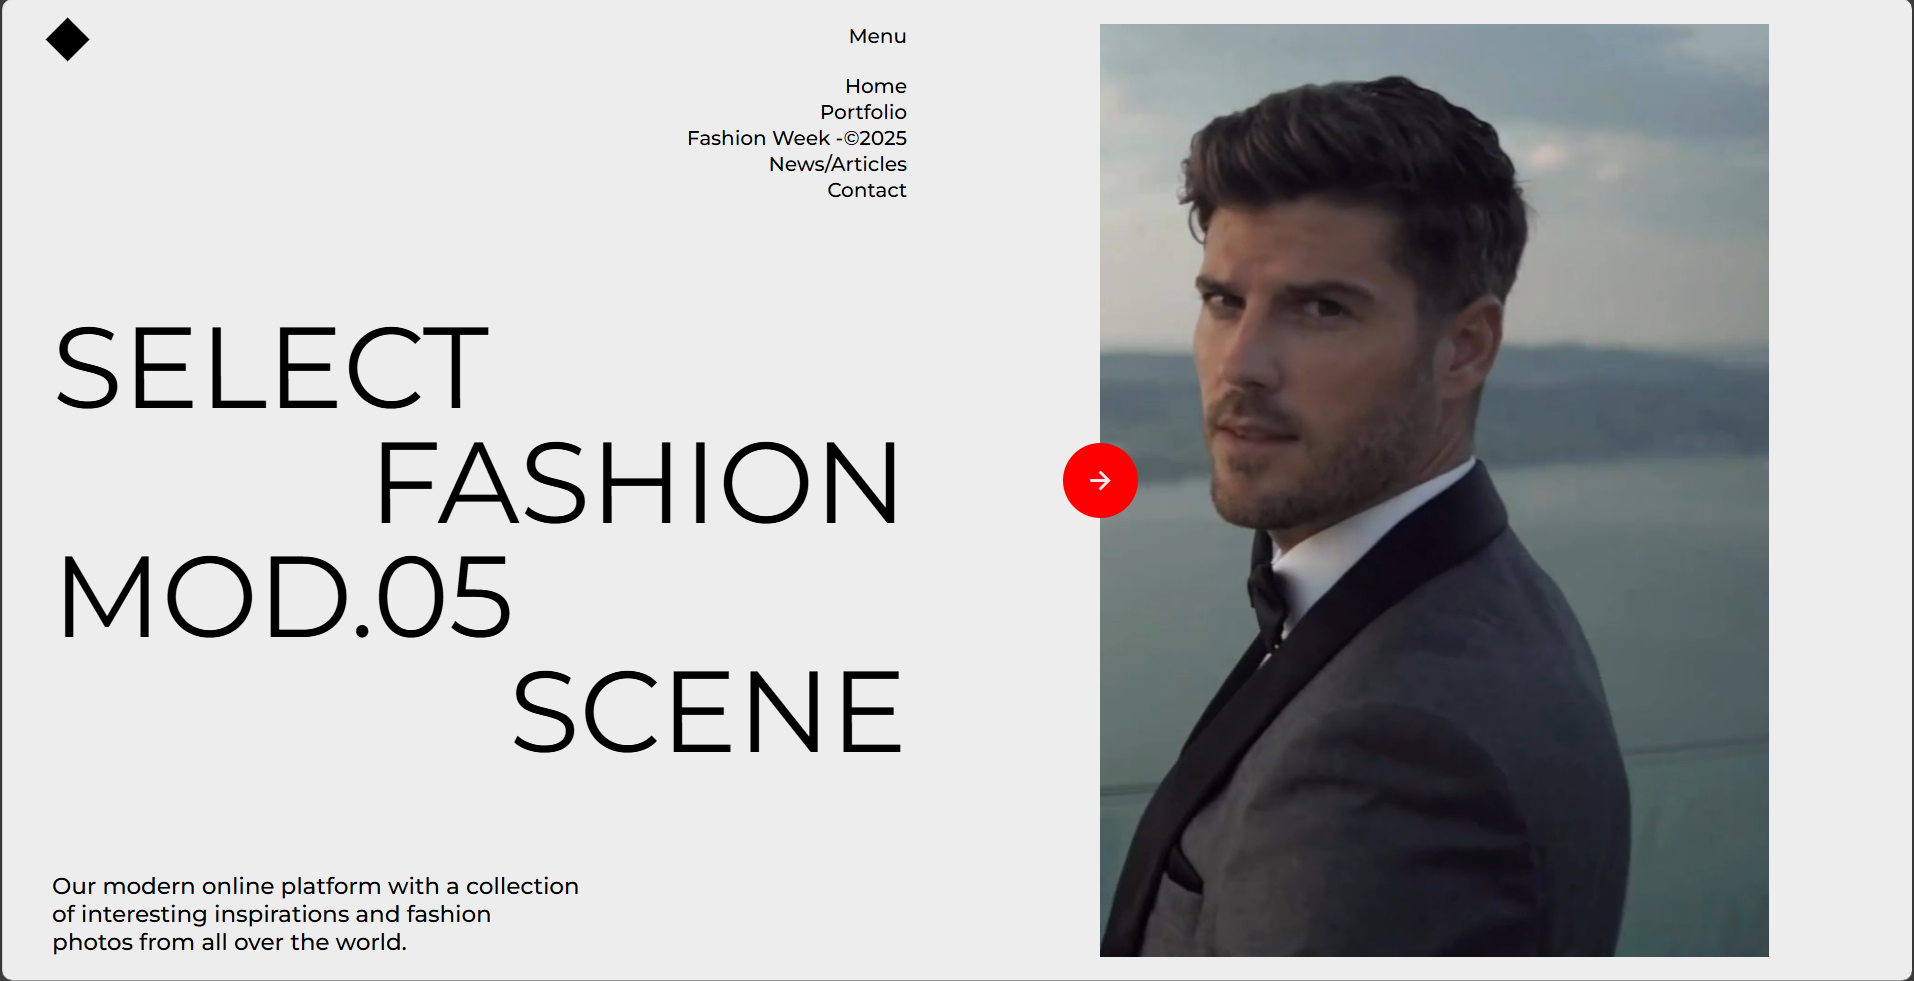 Menu
Home
Portfolio
Fashion Week -©2025
News/Articles
Contact
SELECT
FASHION
MOD.05
SCENE
Our modern online platform with a collection
of interesting inspirations and fashion
photos from all over the world.